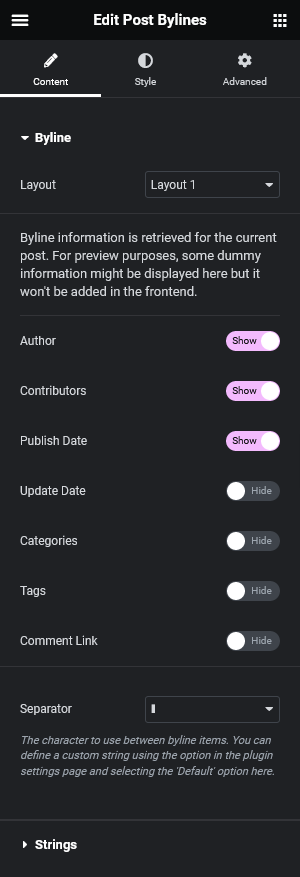 Edit Post Bylines
Content
Style
Advanced
Byline
Layout
Layout 1
Byline information is retrieved for the current
post. For preview purposes, some dummy
information might be displayed here but it
won't be added in the frontend.
Author
Show
Contributors
Show
Publish Date
Show
Update Date
Hide
Categories
Hide
Tags
Hide
Comment Link
Hide
Separator
The character to use between byline items. You can
define a custom string using the option in the plugin
settings page and selecting the 'Default' option here.
Strings